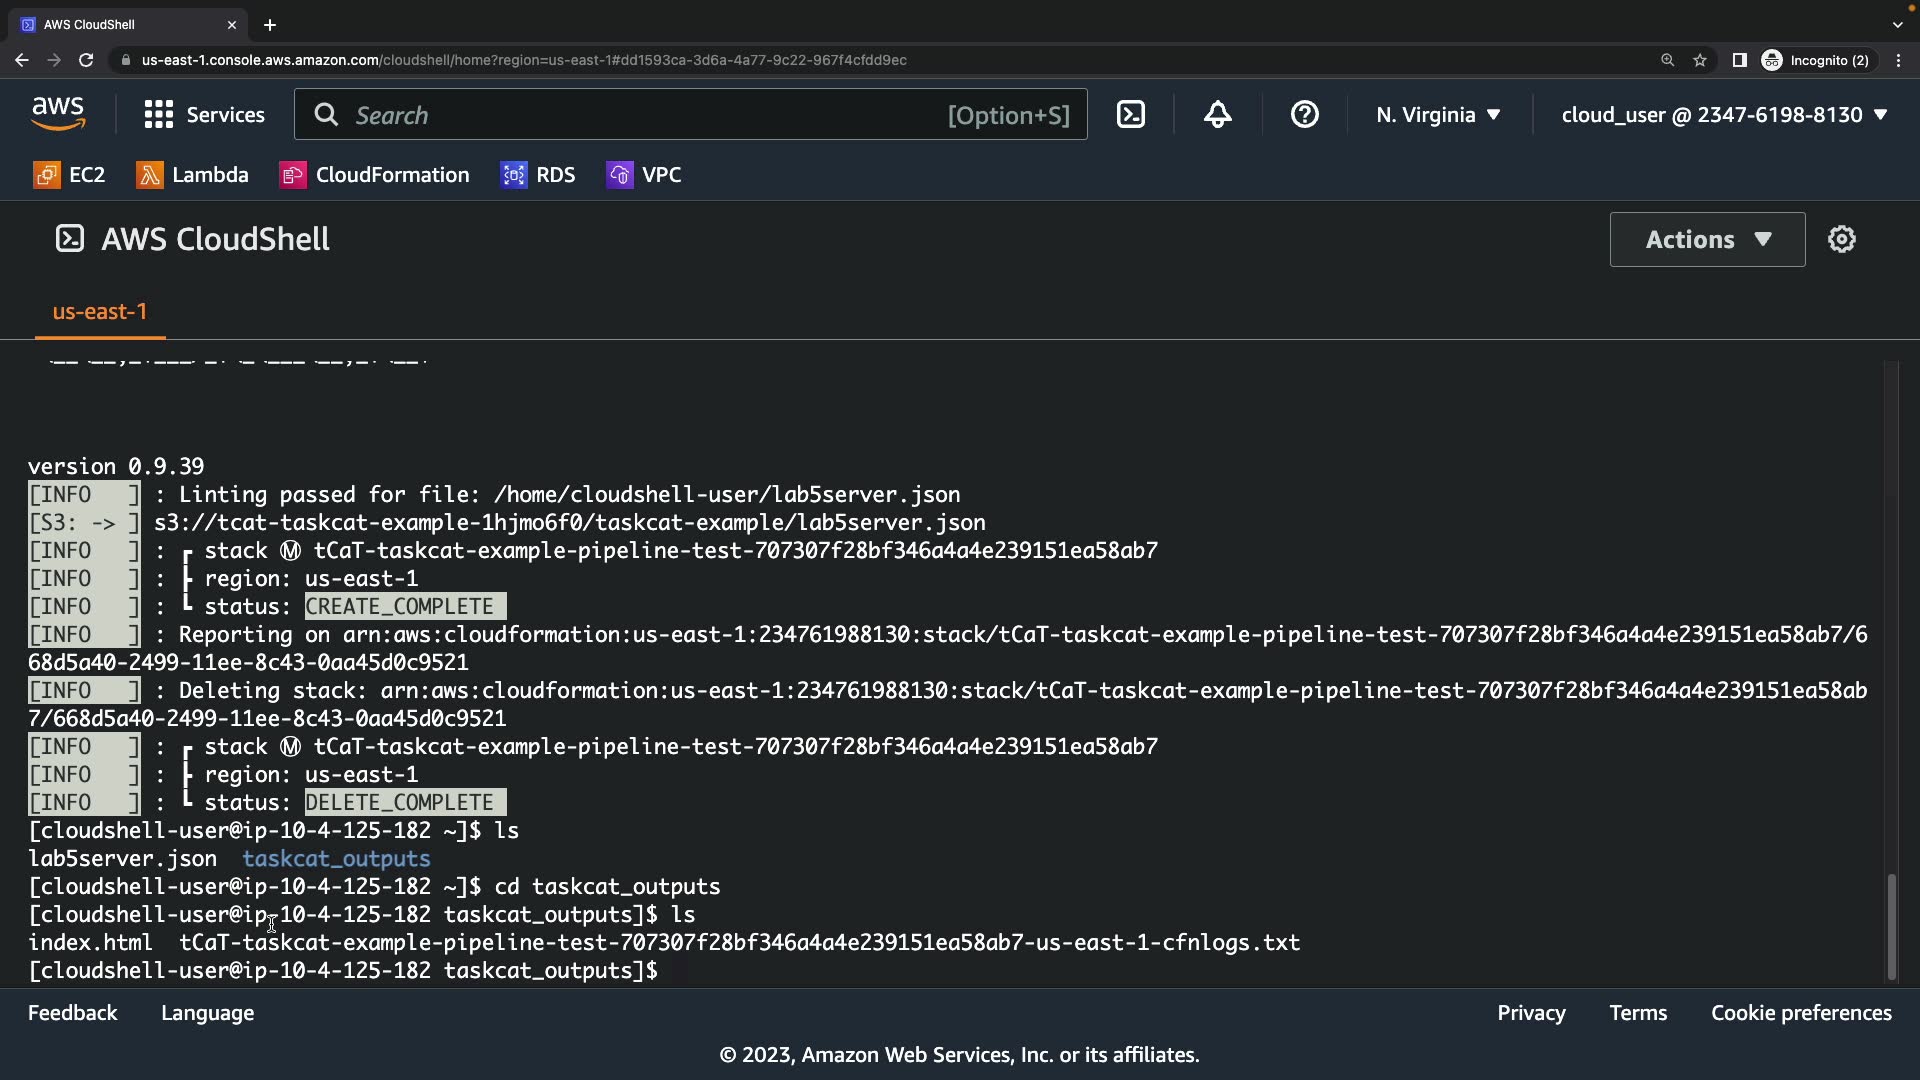 AWS CloudShell
us-east-1.console.aws.amazon.com/cloudshell/home?region=us-east-1#dd1593ca-3d6a-4a77-9c22-967f4cfdd9ec
Incognito (2)
aws
Services
Search
[Option+S]
N. Virginia
cloud_user @ 2347-6198-8130
EC2
Lambda
CloudFormation
RDS
VPC
AWS CloudShell
Actions
us-east-1
version 0.9.39
[INFO   ] : Linting passed for file: /home/cloudshell-user/lab5server.json
[S3: -> ] s3://tcat-taskcat-example-1hjmo6f0/taskcat-example/lab5server.json
[INFO   ] : ┏ stack Ⓜ tCaT-taskcat-example-pipeline-test-707307f28bf346a4a4e239151ea58ab7
[INFO   ] : ┣ region: us-east-1
[INFO   ] : ┗ status: CREATE_COMPLETE
[INFO   ] : Reporting on arn:aws:cloudformation:us-east-1:234761988130:stack/tCaT-taskcat-example-pipeline-test-707307f28bf346a4a4e239151ea58ab7/6
68d5a40-2499-11ee-8c43-0aa45d0c9521
[INFO   ] : Deleting stack: arn:aws:cloudformation:us-east-1:234761988130:stack/tCaT-taskcat-example-pipeline-test-707307f28bf346a4a4e239151ea58ab
7/668d5a40-2499-11ee-8c43-0aa45d0c9521
[INFO   ] : ┏ stack Ⓜ tCaT-taskcat-example-pipeline-test-707307f28bf346a4a4e239151ea58ab7
[INFO   ] : ┣ region: us-east-1
[INFO   ] : ┗ status: DELETE_COMPLETE
[cloudshell-user@ip-10-4-125-182 ~]$ ls
lab5server.json  taskcat_outputs
[cloudshell-user@ip-10-4-125-182 ~]$ cd taskcat_outputs
[cloudshell-user@ip-10-4-125-182 taskcat_outputs]$ ls
index.html  tCaT-taskcat-example-pipeline-test-707307f28bf346a4a4e239151ea58ab7-us-east-1-cfnlogs.txt
[cloudshell-user@ip-10-4-125-182 taskcat_outputs]$
Feedback
Language
Privacy
Terms
Cookie preferences
© 2023, Amazon Web Services, Inc. or its affiliates.